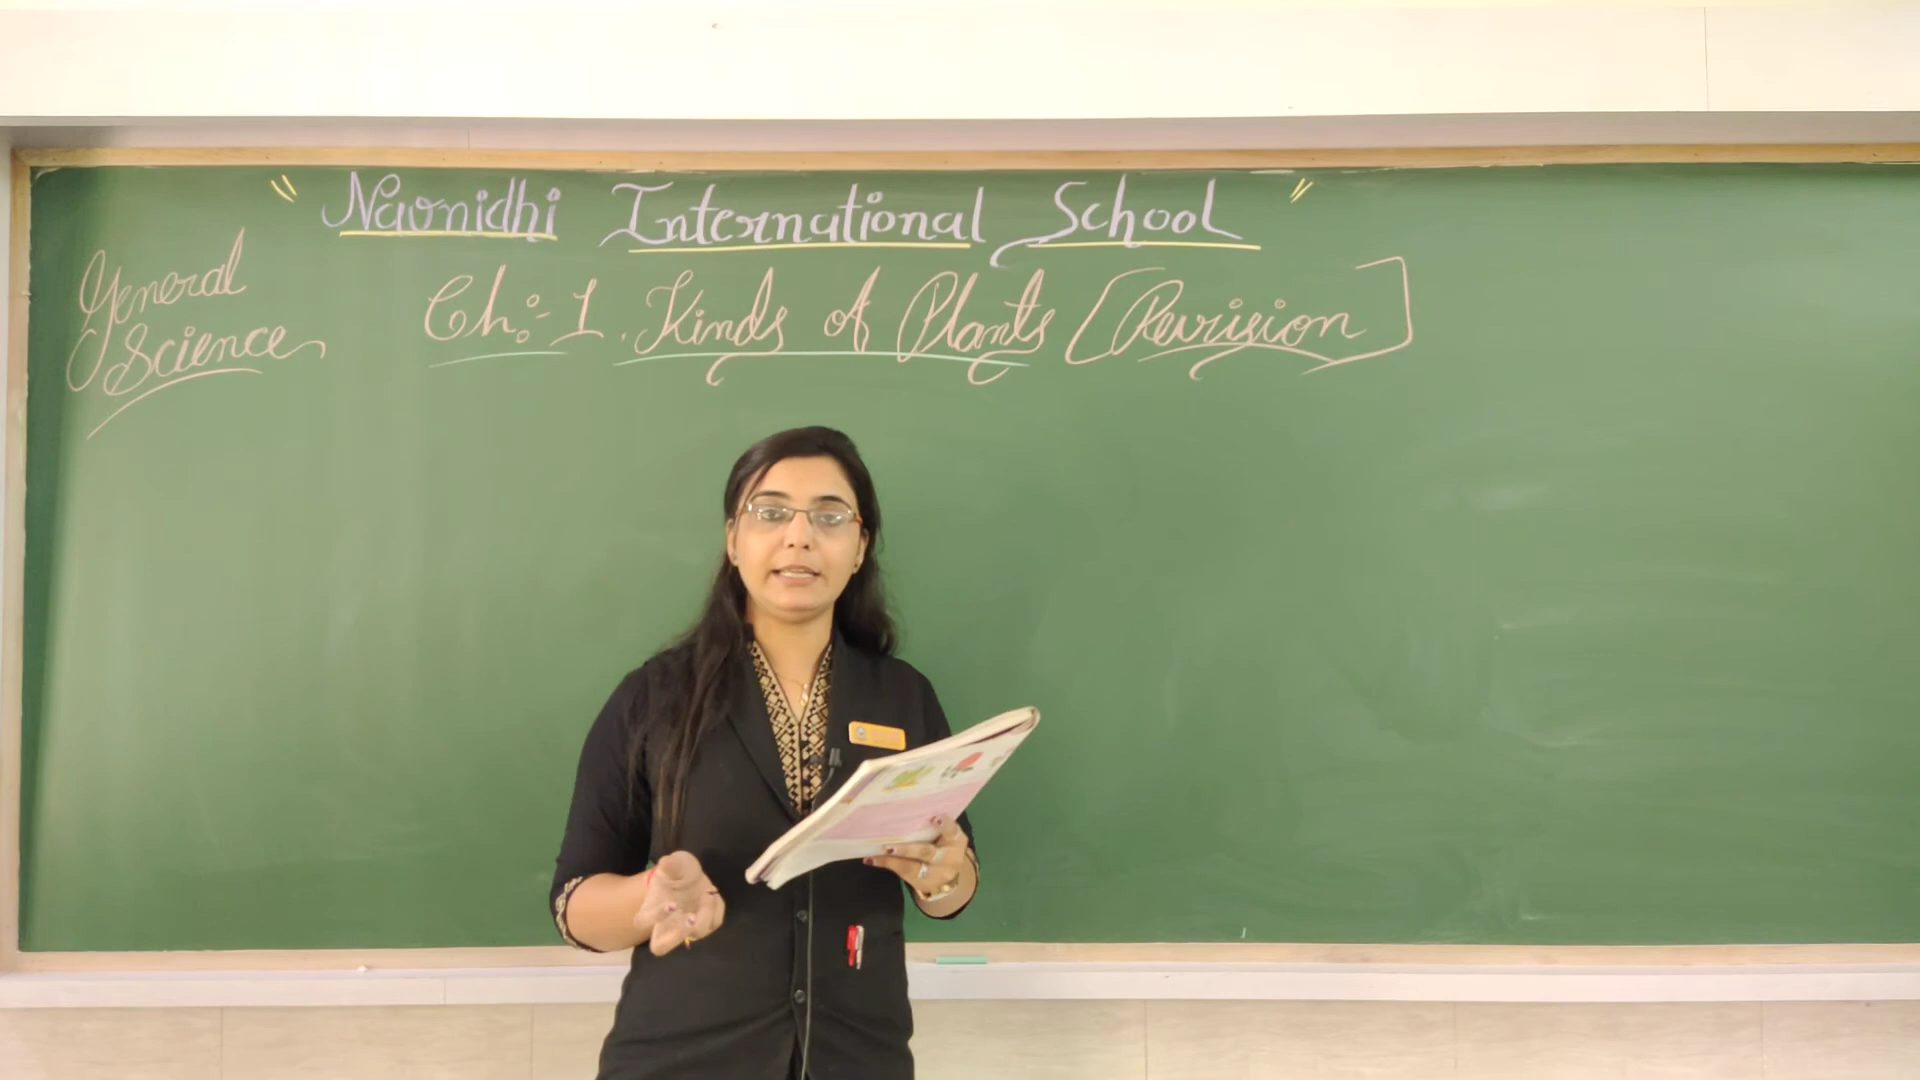 " Navnidhi International School "
General
Science
Ch:-1. Kinds of Plants [Revision]